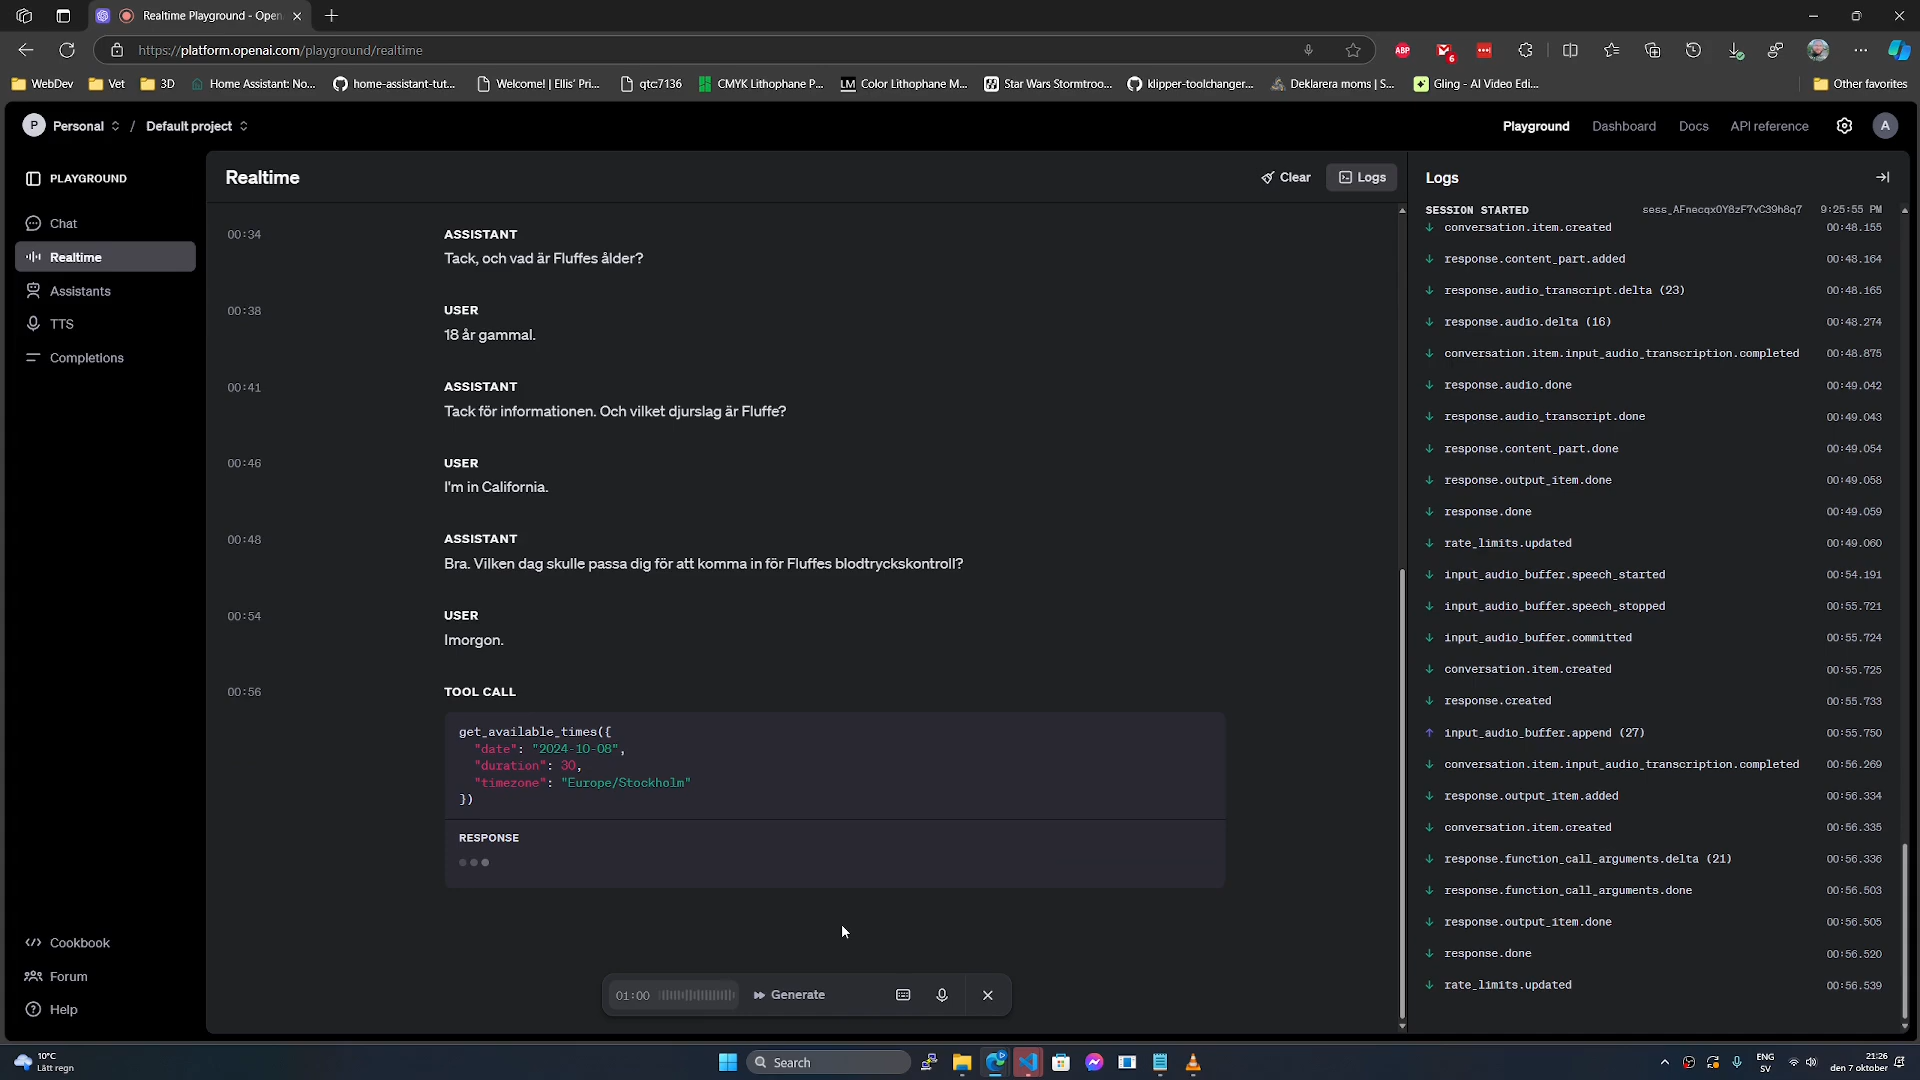 Realtime Playground - Open
https://platform.openai.com/playground/realtime
ABP
6
WebDev
Vet
3D
Home Assistant: No...
home-assistant-tut...
Welcome! | Ellis' Pri...
qtc7136
CMYK Lithophane P...
LM
Color Lithophane M...
Star Wars Stormtroo...
klipper-toolchanger...
Deklarera moms | S...
Gling - AI Video Edi...
Other favorites
P
Personal
/
Default project
Playground
Dashboard
Docs
API reference
A
PLAYGROUND
Chat
Realtime
Assistants
TTS
Completions
Cookbook
Forum
Help
Realtime
Clear
Logs
00:34
ASSISTANT
Tack, och vad är Fluffes ålder?
00:38
USER
18 år gammal.
00:41
ASSISTANT
Tack för informationen. Och vilket djurslag är Fluffe?
00:46
USER
I'm in California.
00:48
ASSISTANT
Bra. Vilken dag skulle passa dig för att komma in för Fluffes blodtryckskontroll?
00:54
USER
Imorgon.
00:56
TOOL CALL
get_available_times({
"date": "2024-10-08",
"duration": 30,
"timezone": "Europe/Stockholm"
})
RESPONSE
01:00
Generate
Logs
SESSION STARTED sess_AFnecqxOY8zF7vC39h8q7 9:25:55 PM
conversation.item.created 00:48.155
response.content_part.added 00:48.164
response.audio_transcript.delta (23) 00:48.165
response.audio.delta (16) 00:48.274
conversation.item.input_audio_transcription.completed 00:48.875
response.audio.done 00:49.042
response.audio_transcript.done 00:49.043
response.content_part.done 00:49.054
response.output_item.done 00:49.058
response.done 00:49.059
rate_limits.updated 00:49.060
input_audio_buffer.speech_started 00:54.191
input_audio_buffer.speech_stopped 00:55.721
input_audio_buffer.committed 00:55.724
conversation.item.created 00:55.725
response.created 00:55.733
input_audio_buffer.append (27) 00:55.750
conversation.item.input_audio_transcription.completed 00:56.269
response.output_item.added 00:56.334
conversation.item.created 00:56.335
response.function_call_arguments.delta (21) 00:56.336
response.function_call_arguments.done 00:56.503
response.output_item.done 00:56.505
response.done 00:56.520
rate_limits.updated 00:56.539
10°C
Lätt regn
Search
ENG
SV
21:26
den 7 oktober